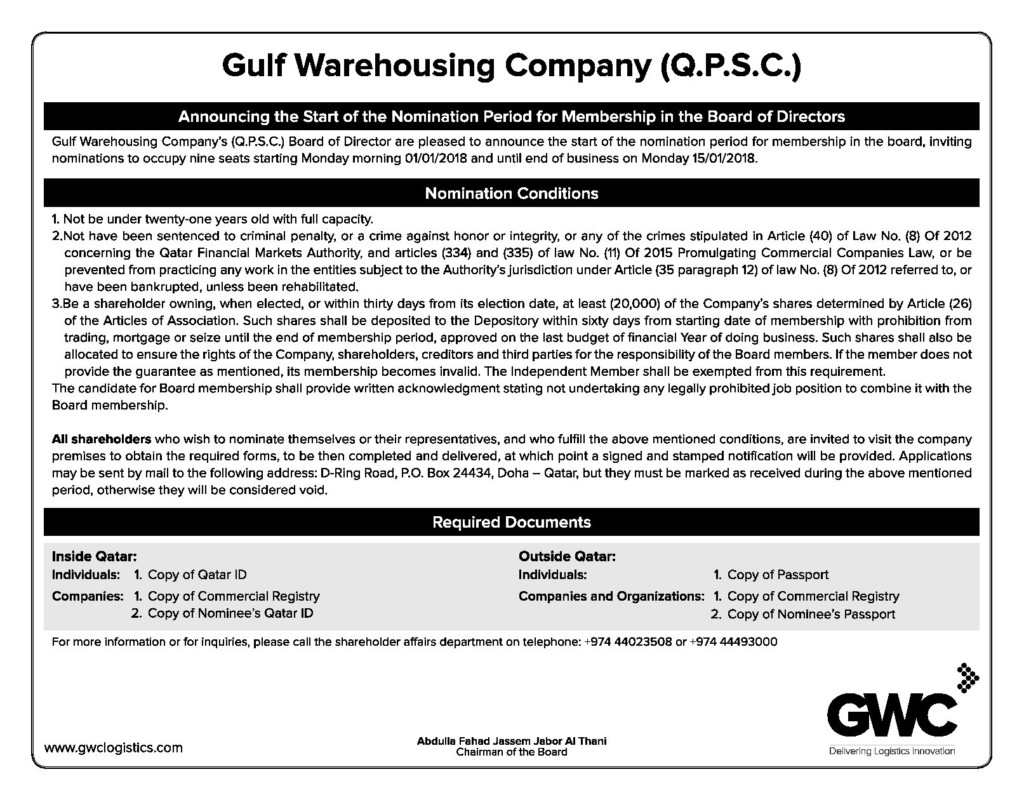 Gulf Warehousing Company (Q.P.S.C.)
Announcing the Start of the Nomination Period for Membership in the Board of Directors
Gulf Warehousing Company's (Q.P.S.C.) Board of Director are pleased to announce the start of the nomination period for membership in the board, inviting
nominations to occupy nine seats starting Monday morning 01/01/2018 and until end of business on Monday 15/01/2018.
Nomination Conditions
1. Not be under twenty-one years old with full capacity.
2.Not have been sentenced to criminal penalty, or a crime against honor or integrity, or any of the crimes stipulated in Article (40) of Law No. (8) Of 2012
concerning the Qatar Financial Markets Authority, and articles (334) and (335) of law No. (11) Of 2015 Promulgating Commercial Companies Law, or be
prevented from practicing any work in the entities subject to the Authority's jurisdiction under Article (35 paragraph 12) of law No. (8) Of 2012 referred to, or
have been bankrupted, unless been rehabilitated.
3.Be a shareholder owning, when elected, or within thirty days from its election date, at least (20,000) of the Company's shares determined by Article (26)
of the Articles of Association. Such shares shall be deposited to the Depository within sixty days from starting date of membership with prohibition from
trading, mortgage or seize until the end of membership period, approved on the last budget of financial Year of doing business. Such shares shall also be
allocated to ensure the rights of the Company, shareholders, creditors and third parties for the responsibility of the Board members. If the member does not
provide the guarantee as mentioned, its membership becomes invalid. The Independent Member shall be exempted from this requirement.
The candidate for Board membership shall provide written acknowledgment stating not undertaking any legally prohibited job position to combine it with the
Board membership.
All shareholders who wish to nominate themselves or their representatives, and who fulfill the above mentioned conditions, are invited to visit the company
premises to obtain the required forms, to be then completed and delivered, at which point a signed and stamped notification will be provided. Applications
may be sent by mail to the following address: D-Ring Road, P.O. Box 24434, Doha – Qatar, but they must be marked as received during the above mentioned
period, otherwise they will be considered void.
Required Documents
Inside Qatar:
Individuals: 1. Copy of Qatar ID
Companies: 1. Copy of Commercial Registry
2. Copy of Nominee's Qatar ID
Outside Qatar:
Individuals: 1. Copy of Passport
Companies and Organizations: 1. Copy of Commercial Registry
2. Copy of Nominee's Passport
For more information or for inquiries, please call the shareholder affairs department on telephone: +974 44023508 or +974 44493000
www.gwclogistics.com
Abdulla Fahad Jassem Jabor Al Thani
Chairman of the Board
GWC
Delivering Logistics Innovation